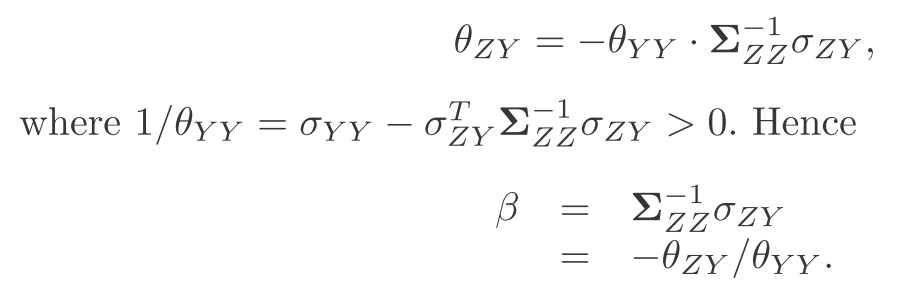 θ_{ZY} = −θ_{YY} · Σ_{ZZ}^{−1}σ_{ZY},
where 1/θ_{YY} = σ_{YY} − σ_{ZY}^{T}Σ_{ZZ}^{−1}σ_{ZY} > 0. Hence
β = Σ_{ZZ}^{−1}σ_{ZY}
= −θ_{ZY}/θ_{YY}.